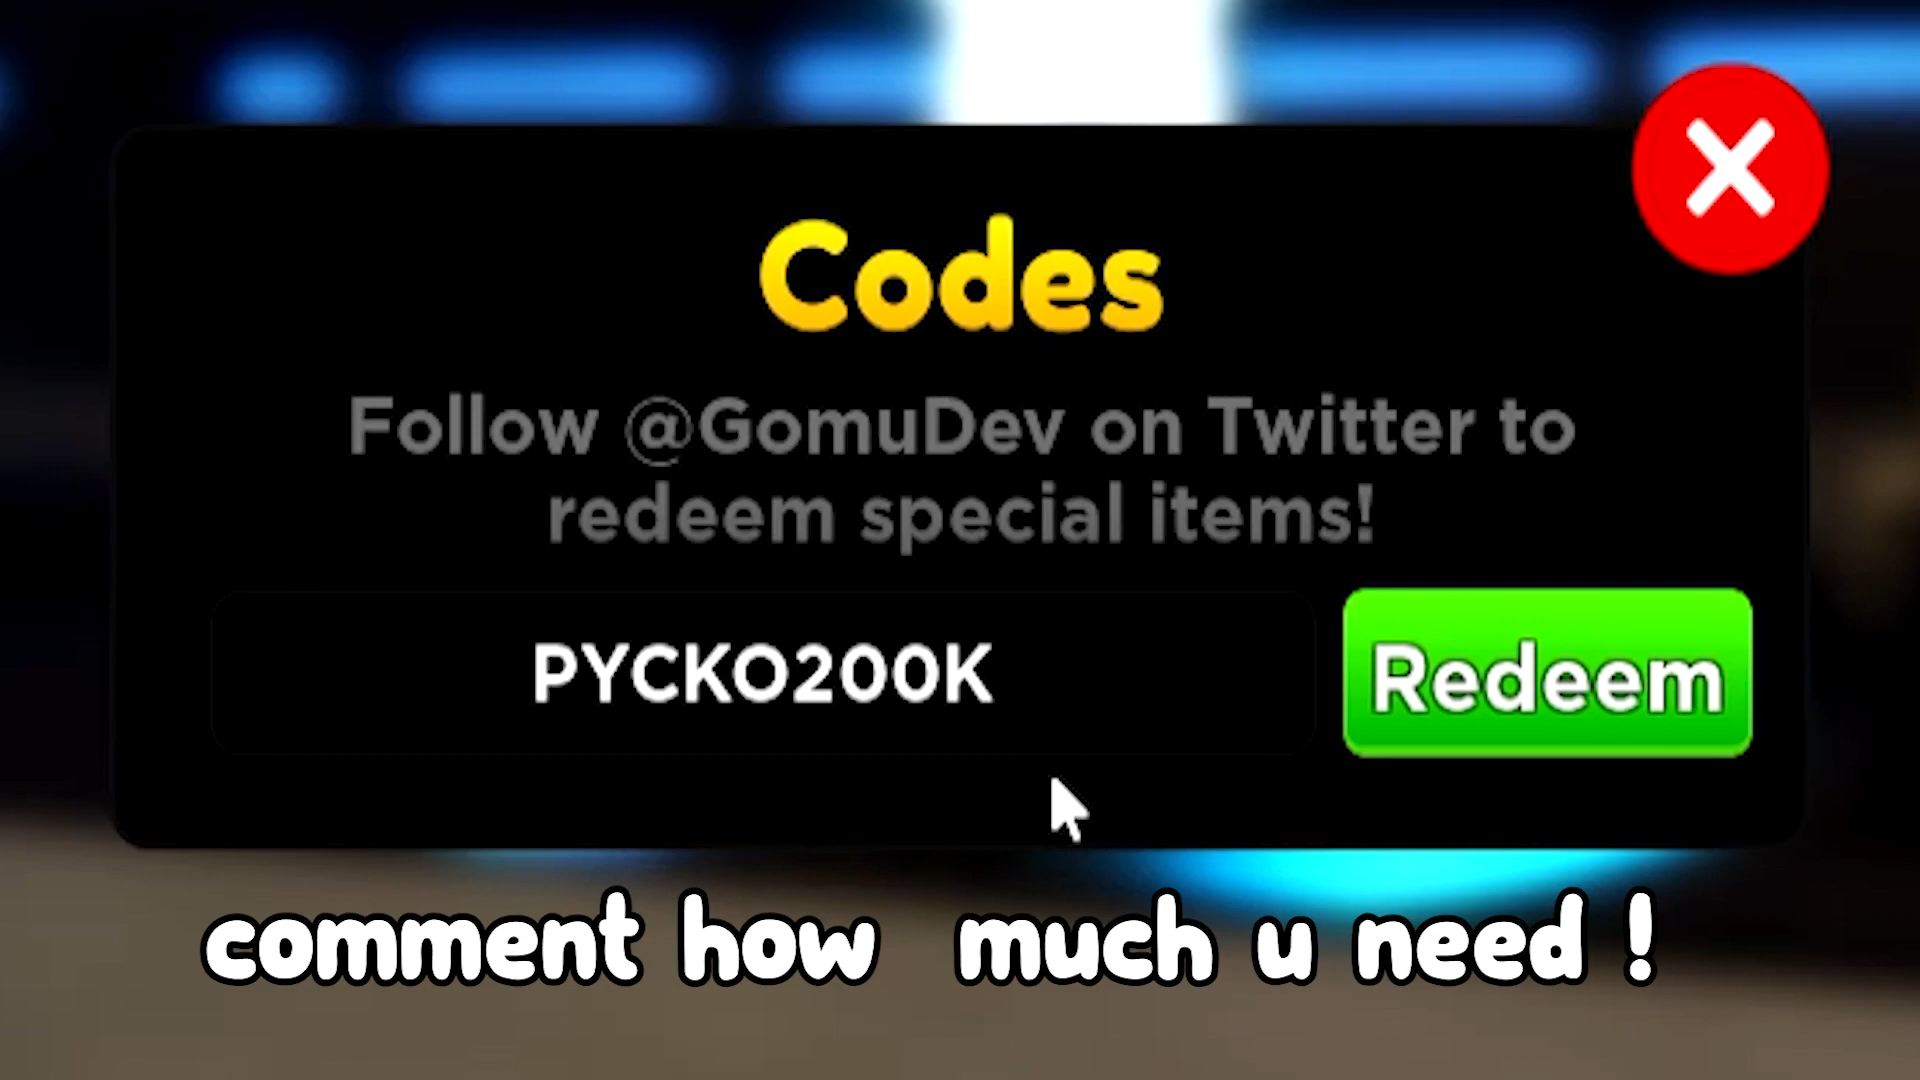 Codes
Follow @GomuDev on Twitter to
redeem special items!
PYCKO200K
Redeem
comment how much u need !